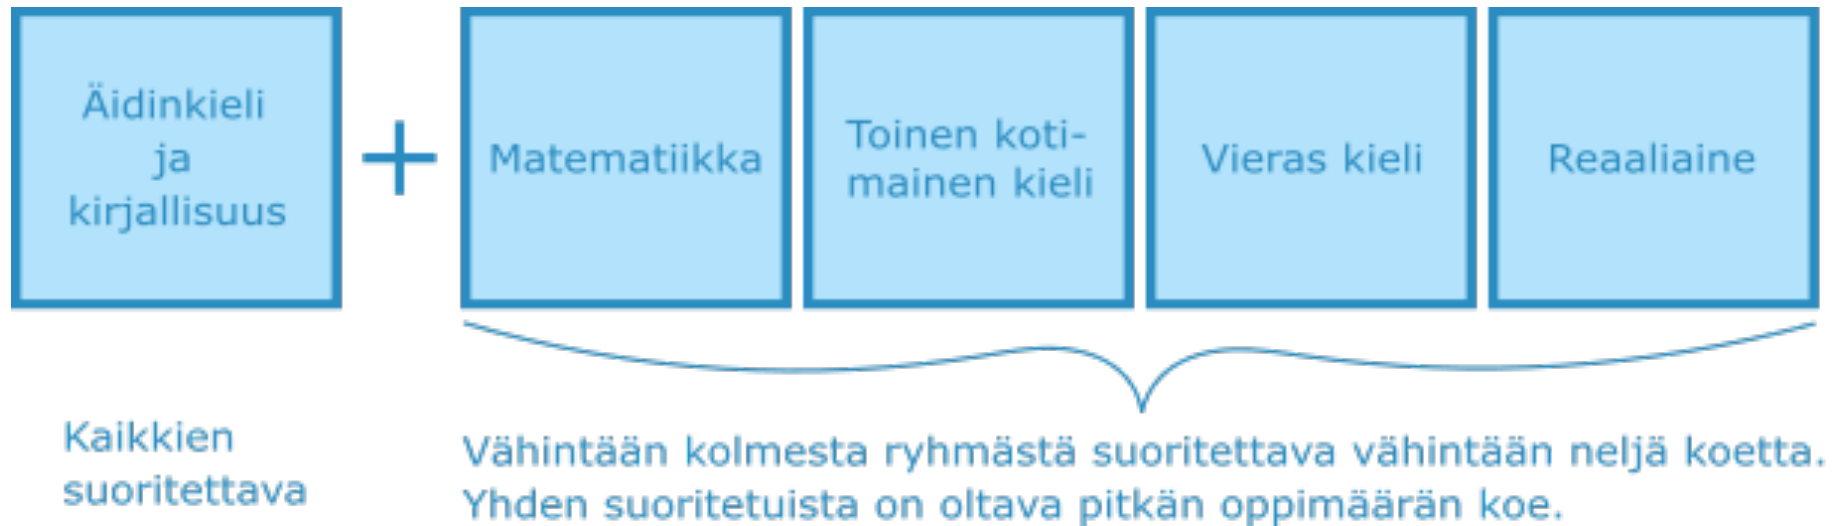 Äidinkieli
ja
kirjallisuus
+
Matematiikka
Toinen koti-
mainen kieli
Vieras kieli
Reaaliaine
Kaikkien
suoritettava
Vähintään kolmesta ryhmästä suoritettava vähintään neljä koetta.
Yhden suoritetuista on oltava pitkän oppimäärän koe.